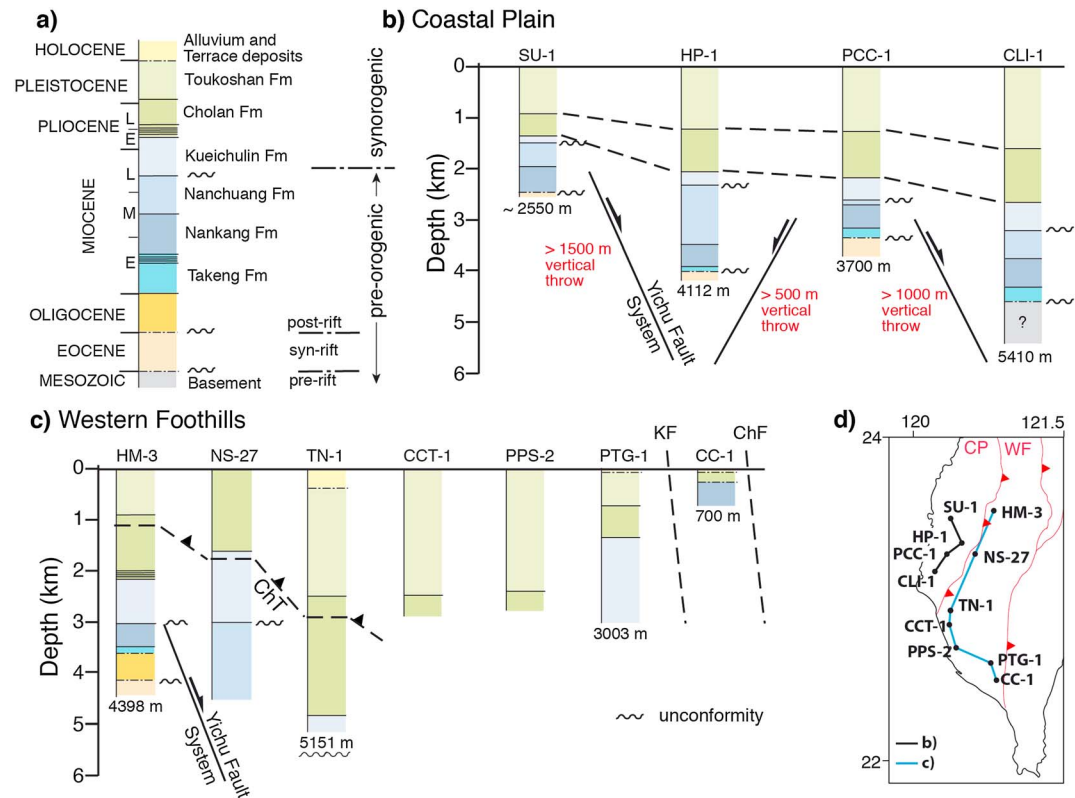 a)
HOLOCENE
PLEISTOCENE
PLIOCENE
L
E
MIOCENE
L
M
E
OLIGOCENE
EOCENE
MESOZOIC
Alluvium and
Terrace deposits
Toukoshan Fm
Cholan Fm
Kueichulin Fm
Nanchuang Fm
Nankang Fm
Takeng Fm
Basement
synorogenic
pre-orogenic
post-rift
syn-rift
pre-rift
b) Coastal Plain
SU-1
HP-1
PCC-1
CLI-1
Depth (km)
0
1
2
3
4
5
6
~ 2550 m
4112 m
3700 m
5410 m
?
> 1500 m
vertical
throw
Yichu Fault
System
> 500 m
vertical
throw
> 1000 m
vertical
throw
c) Western Foothills
HM-3
NS-27
TN-1
CCT-1
PPS-2
PTG-1
KF
CC-1
ChF
Depth (km)
0
1
2
3
4
5
6
4398 m
5151 m
3003 m
700 m
ChT
Yichu Fault
System
unconformity
d)
120
121.5
24
22
CP
WF
SU-1
HM-3
HP-1
PCC-1
NS-27
CLI-1
TN-1
CCT-1
PPS-2
PTG-1
CC-1
b)
c)